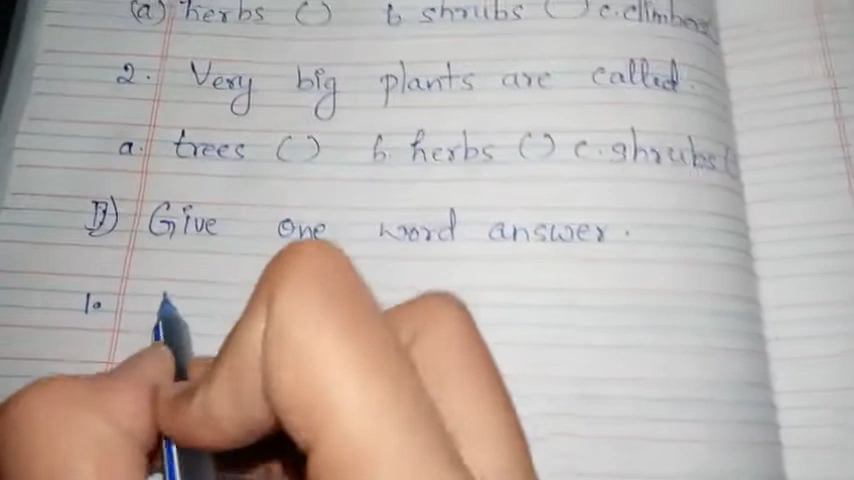 (a) herbs ( ) b shrubs ( ) c. climbers
2. Very big plants are called.
a. trees ( ) b. herbs ( ) c. shrubs (
II) Give one word answer.
1.